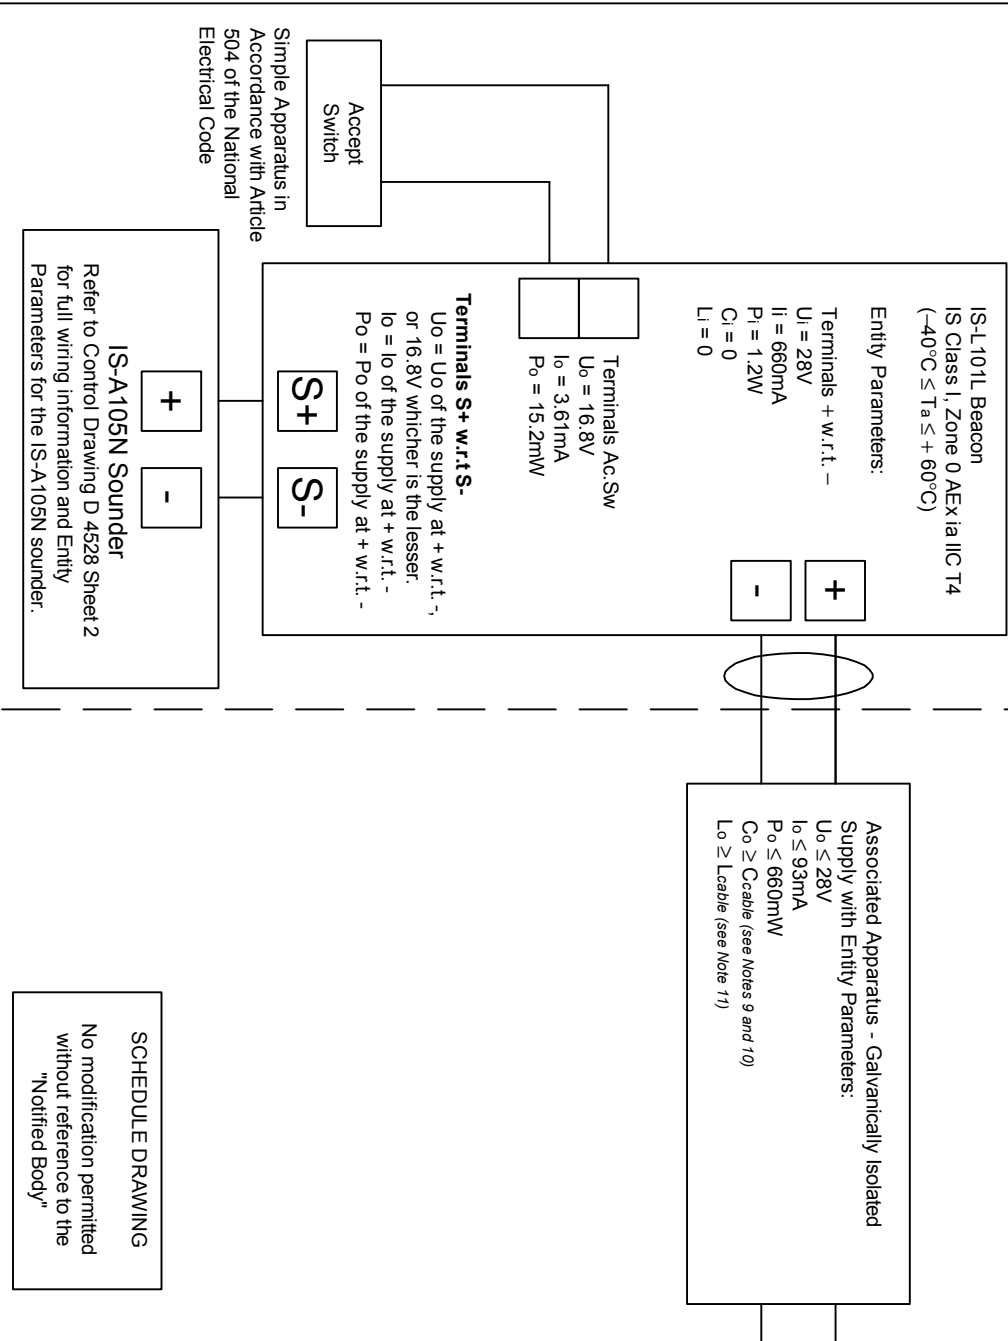 Simple Apparatus in
Accordance with Article
504 of the National
Electrical Code
Accept
Switch
IS-L101L Beacon
IS Class I, Zone 0 AEx ia IIC T4
(–40°C ≤ Ta ≤ + 60°C)
Entity Parameters:
Terminals + w.r.t. –
Ui = 28V
Ii = 660mA
Pi = 1.2W
Ci = 0
Li = 0
+
-
Terminals Ac.Sw
Uo = 16.8V
Io = 3.61mA
Po = 15.2mW
Terminals S+ w.r.t S-
Uo = Uo of the supply at + w.r.t. -,
or 16.8V whicher is the lesser.
Io = Io of the supply at + w.r.t. -
Po = Po of the supply at + w.r.t. -
S+
S-
+
-
IS-A105N Sounder
Refer to Control Drawing D 4528 Sheet 2
for full wiring information and Entity
Parameters for the IS-A105N sounder.
Associated Apparatus - Galvanically Isolated
Supply with Entity Parameters:
Uo ≤ 28V
Io ≤ 93mA
Po ≤ 660mW
Co ≥ Ccable (see Notes 9 and 10)
Lo ≥ Lcable (see Note 11)
SCHEDULE DRAWING
No modification permitted
without reference to the
"Notified Body"